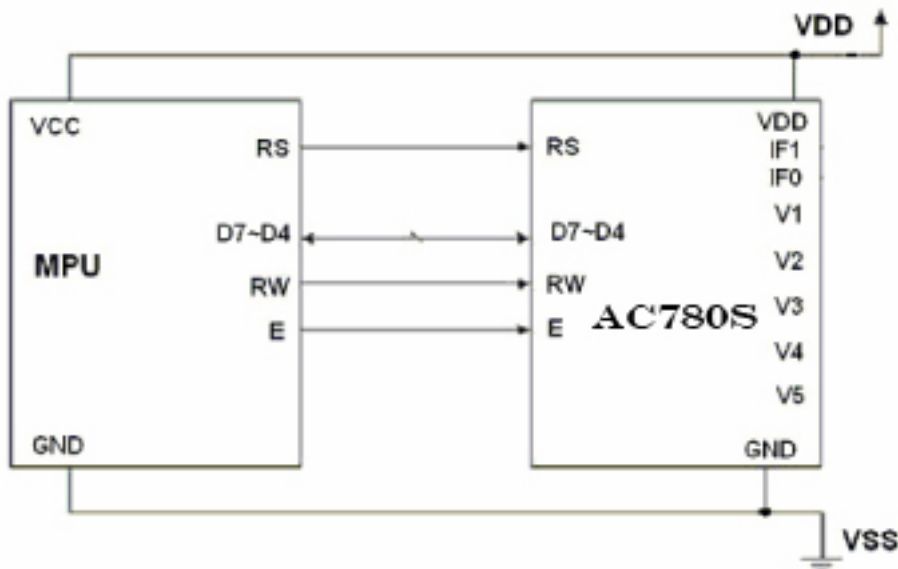 VDD
VCC
RS
D7~D4
MPU
RW
E
GND
RS
D7~D4
RW
E
AC780S
VDD
IF1
IF0
V1
V2
V3
V4
V5
GND
VSS